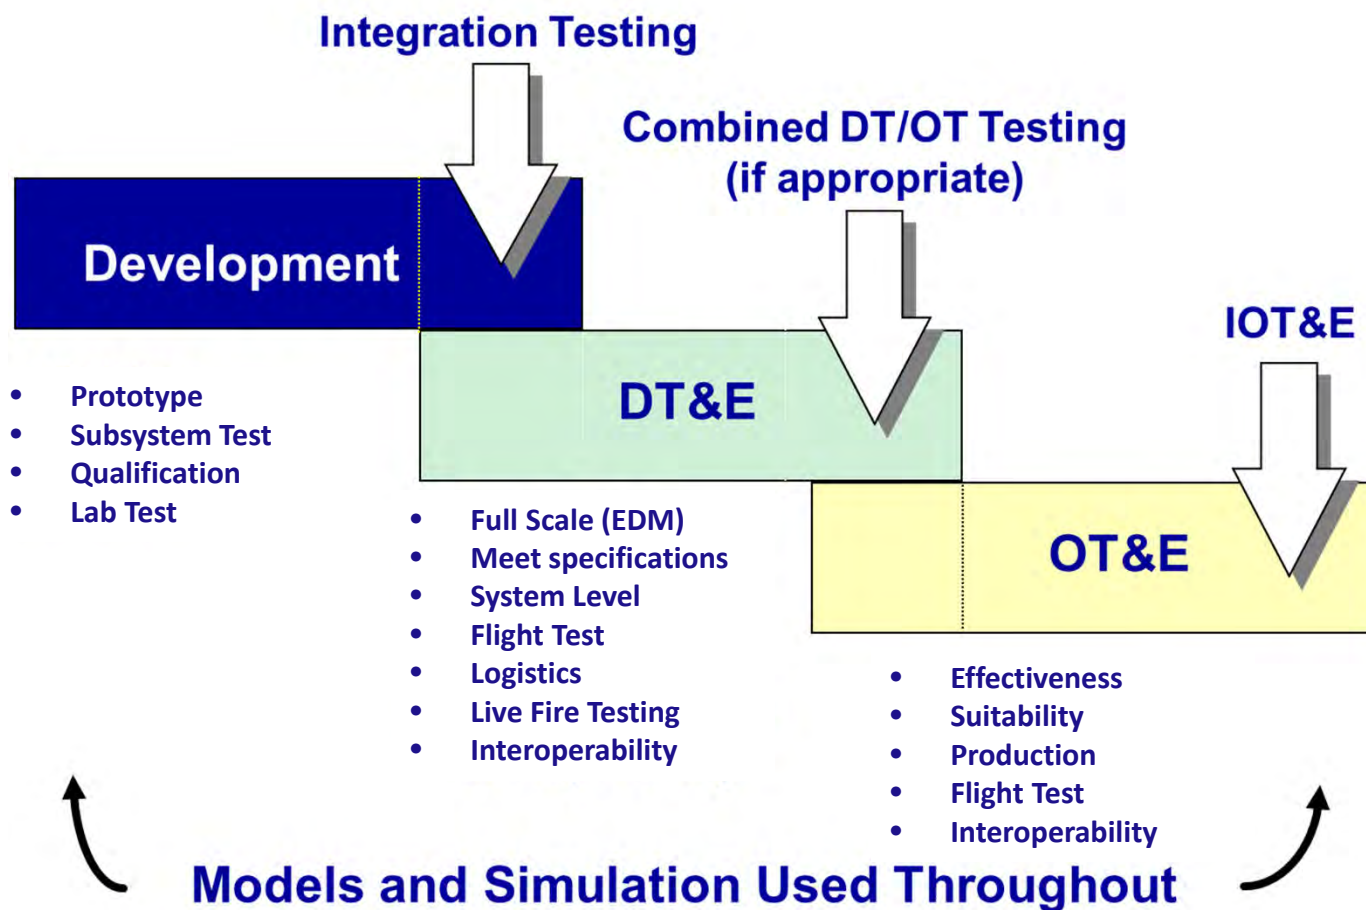 Integration Testing
Combined DT/OT Testing
(if appropriate)
Development
IOT&E
DT&E
• Prototype
• Subsystem Test
• Qualification
• Lab Test
OT&E
• Full Scale (EDM)
• Meet specifications
• System Level
• Flight Test
• Logistics
• Live Fire Testing
• Interoperability
• Effectiveness
• Suitability
• Production
• Flight Test
• Interoperability
Models and Simulation Used Throughout